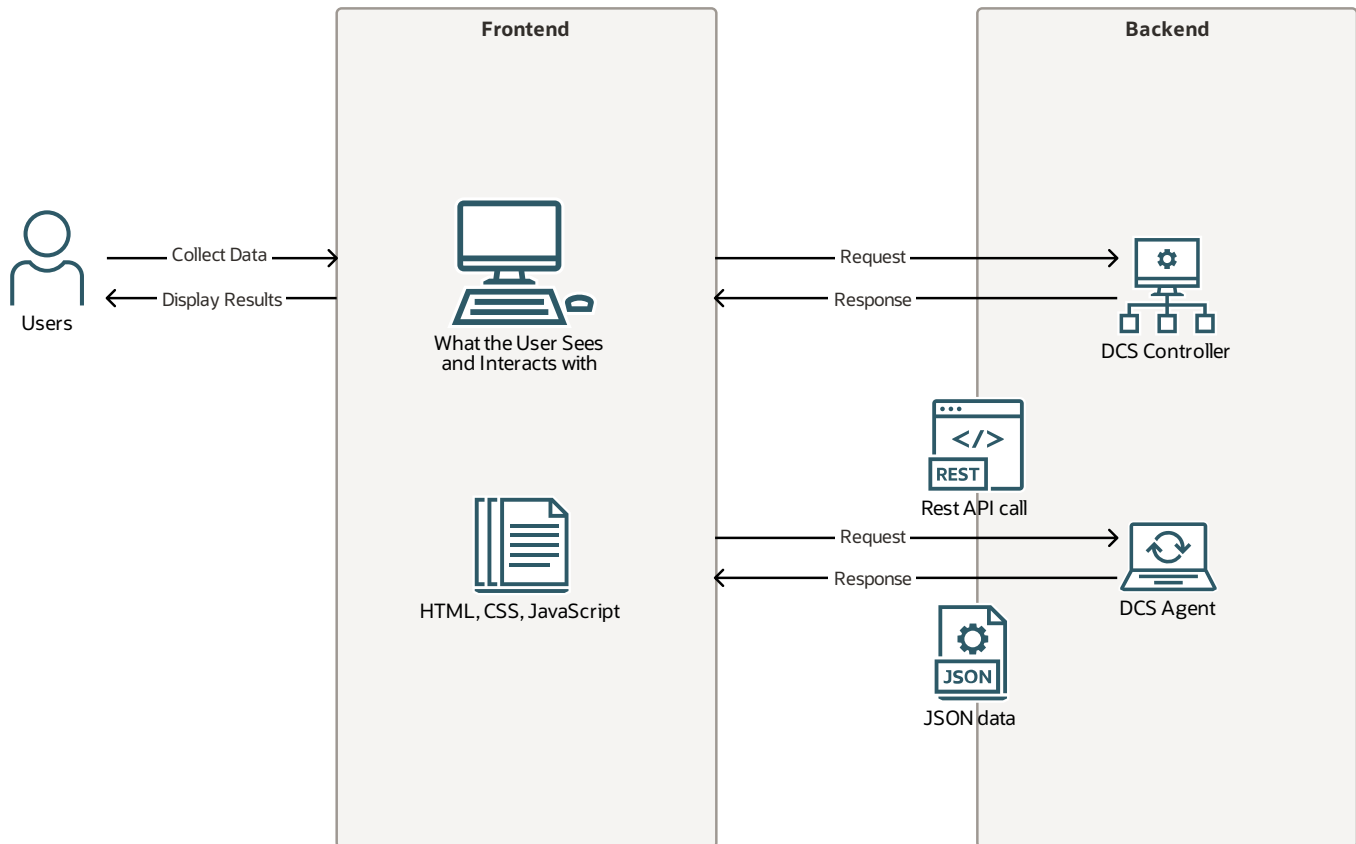 Frontend
Backend
Collect Data
Display Results
Users
What the User Sees
and Interacts with
Request
Response
DCS Controller
</>
REST
Rest API call
HTML, CSS, JavaScript
Request
Response
DCS Agent
JSON
JSON data